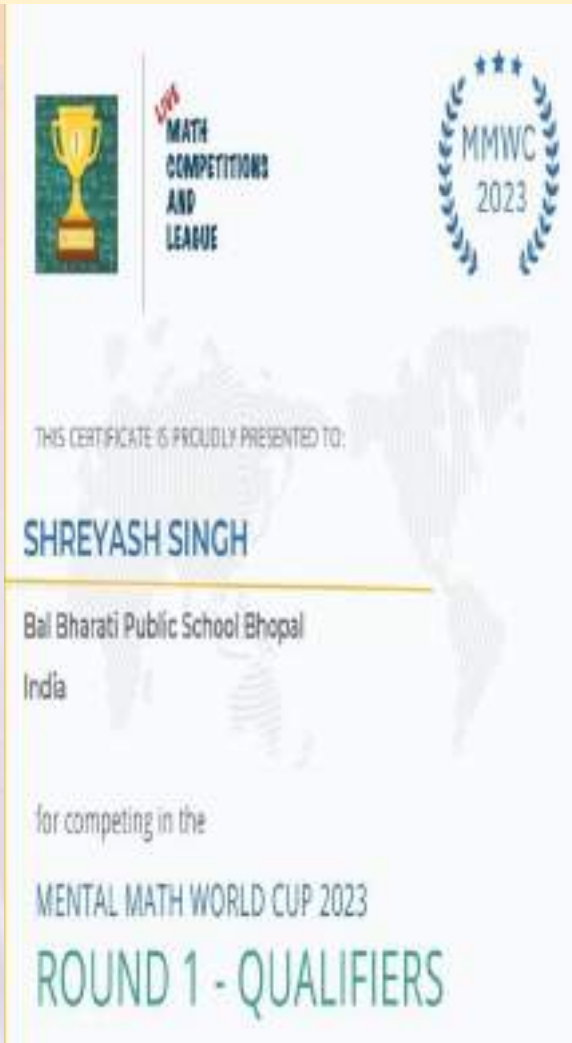 LIVE
MATH
COMPETITIONS
AND
LEAGUE
MMWC
2023
1
THIS CERTIFICATE IS PROUDLY PRESENTED TO:
SHREYASH SINGH
Bal Bharati Public School Bhopal
India
for competing in the
MENTAL MATH WORLD CUP 2023
ROUND 1 - QUALIFIERS